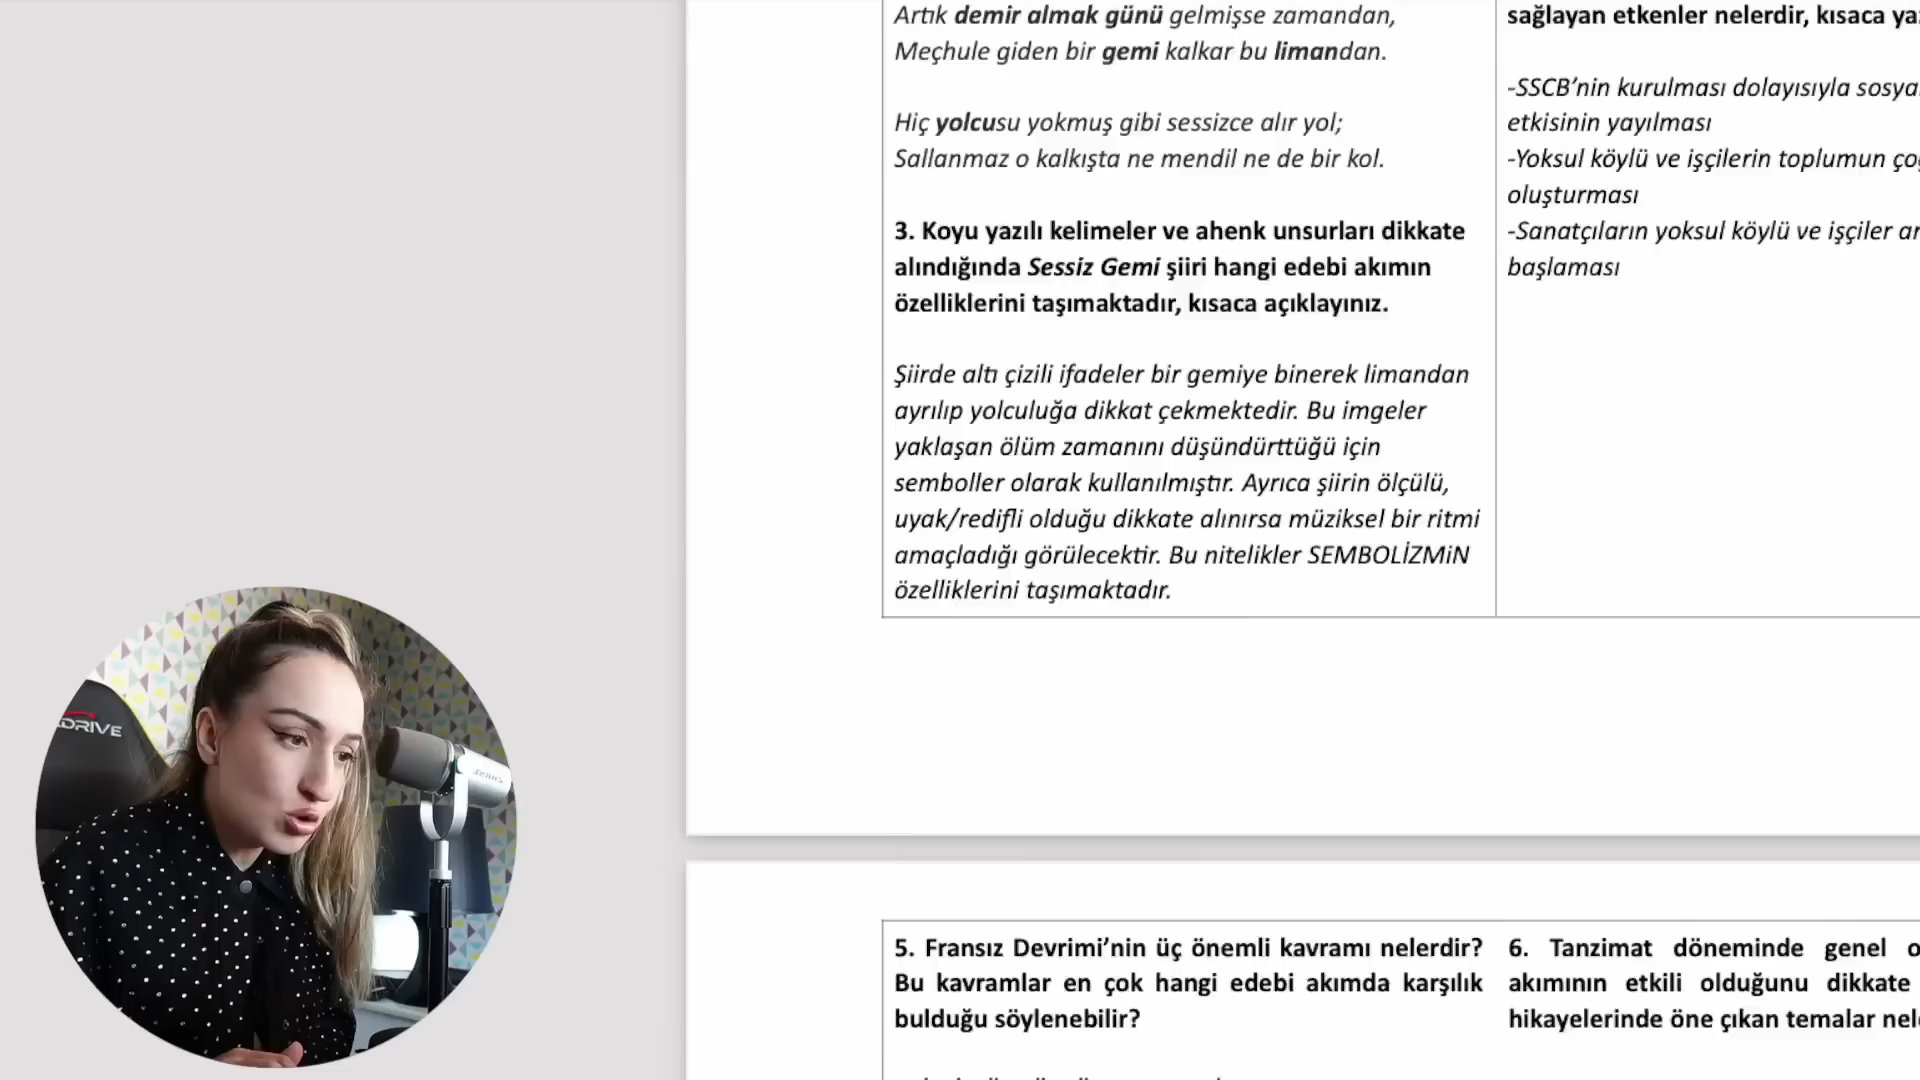 Artık demir almak günü gelmişse zamandan,
Meçhule giden bir gemi kalkar bu limandan.
Hiç yolcusu yokmuş gibi sessizce alır yol;
Sallanmaz o kalkışta ne mendil ne de bir kol.
3. Koyu yazılı kelimeler ve ahenk unsurları dikkate
alındığında Sessiz Gemi şiiri hangi edebi akımın
özelliklerini taşımaktadır, kısaca açıklayınız.
Şiirde altı çizili ifadeler bir gemiye binerek limandan
ayrılıp yolculuğa dikkat çekmektedir. Bu imgeler
yaklaşan ölüm zamanını düşündürttüğü için
semboller olarak kullanılmıştır. Ayrıca şiirin ölçülü,
uyak/redifli olduğu dikkate alınırsa müziksel bir ritmi
amaçladığı görülecektir. Bu nitelikler SEMBOLİZMiN
özelliklerini taşımaktadır.
sağlayan etkenler nelerdir, kısaca ya
-SSCB’nin kurulması dolayısıyla sosya
etkisinin yayılması
-Yoksul köylü ve işçilerin toplumun ço
oluşturması
-Sanatçıların yoksul köylü ve işçiler ar
başlaması
5. Fransız Devrimi’nin üç önemli kavramı nelerdir?
Bu kavramlar en çok hangi edebi akımda karşılık
bulduğu söylenebilir?
6. Tanzimat döneminde genel o
akımının etkili olduğunu dikkate
hikayelerinde öne çıkan temalar nel
DRIVE